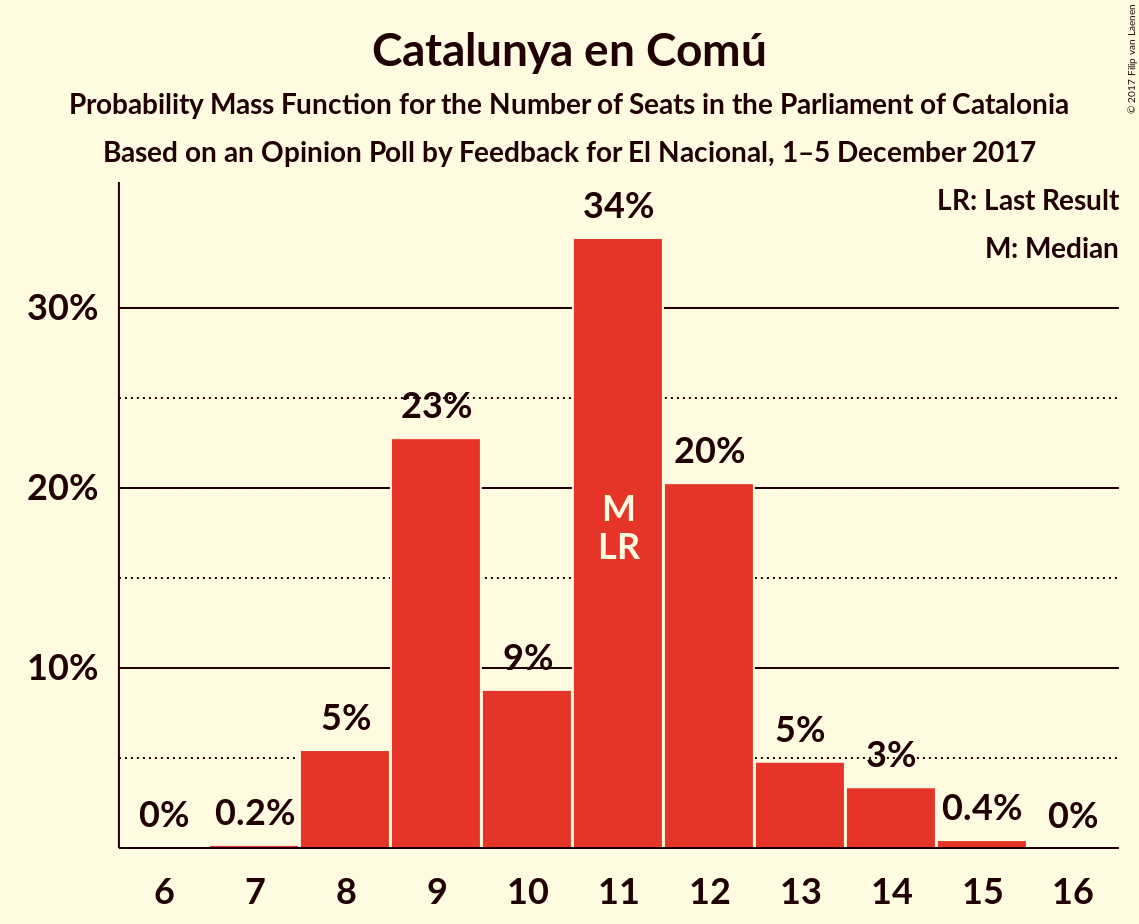 Catalunya en Comú
Probability Mass Function for the Number of Seats in the Parliament of Catalonia
Based on an Opinion Poll by Feedback for El Nacional, 1–5 December 2017
© 2017 Filip van Laenen
LR: Last Result
M: Median
30%
20%
10%
0%
0.2%
5%
23%
9%
34%
20%
5%
3%
0.4%
0%
M
LR
6 7 8 9 10 11 12 13 14 15 16